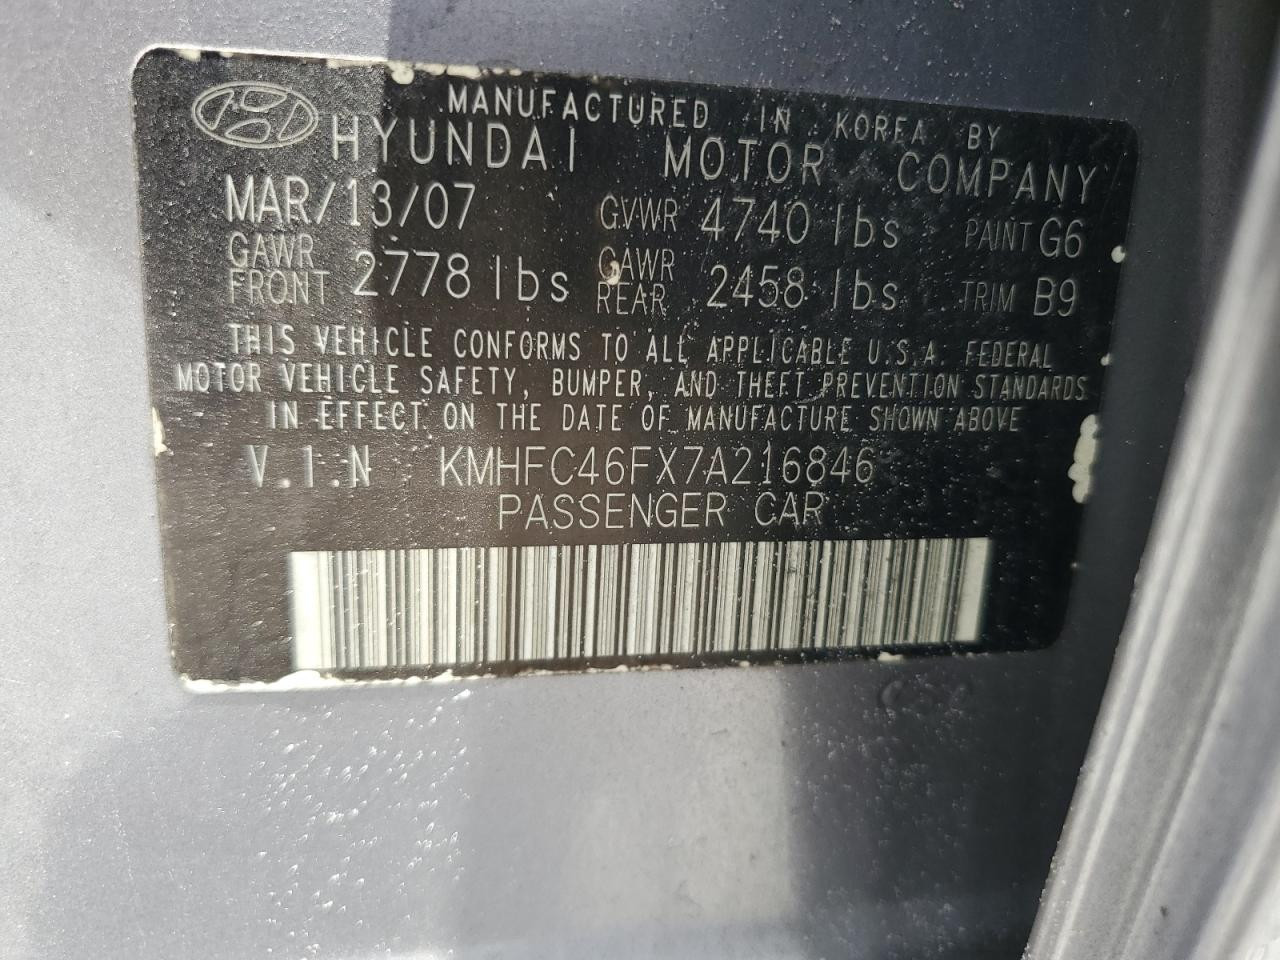 MANUFACTURED IN KOREA BY
HYUNDAI MOTOR COMPANY
MAR/13/07 GVWR 4740 lbs PAINT G6
GAWR FRONT 2778 lbs GAWR REAR 2458 lbs TRIM B9
THIS VEHICLE CONFORMS TO ALL APPLICABLE U.S.A. FEDERAL
MOTOR VEHICLE SAFETY, BUMPER, AND THEFT PREVENTION STANDARDS
IN EFFECT ON THE DATE OF MANUFACTURE SHOWN ABOVE
V.I.N KMHFC46FX7A216846
PASSENGER CAR